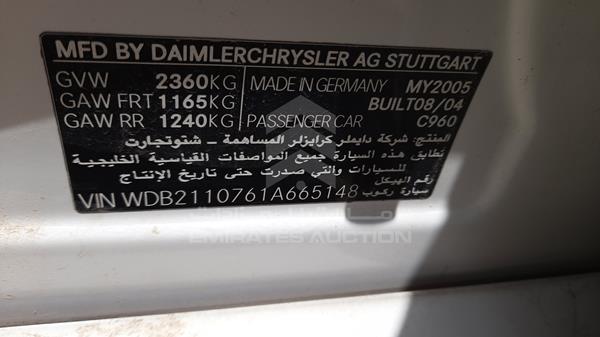 MFD BY DAIMLERCHRYSLER AG STUTTGART
GVW 2360KG MADE IN GERMANY MY2005
GAW FRT 1165KG BUILT08/04
GAW RR 1240KG PASSENGER CAR C960
المنتج: شركة دايملر كرايزلر المساهمة – شتوتجارت
تطابق هذه السيارة جميع المواصفات القياسية الخليجية
للسيارات والتي صدرت حتى تاريخ الإنتاج
رقم الهيكل
سيارة ركوب
VIN WDB2110761A665148
EMIRATES AUCTION